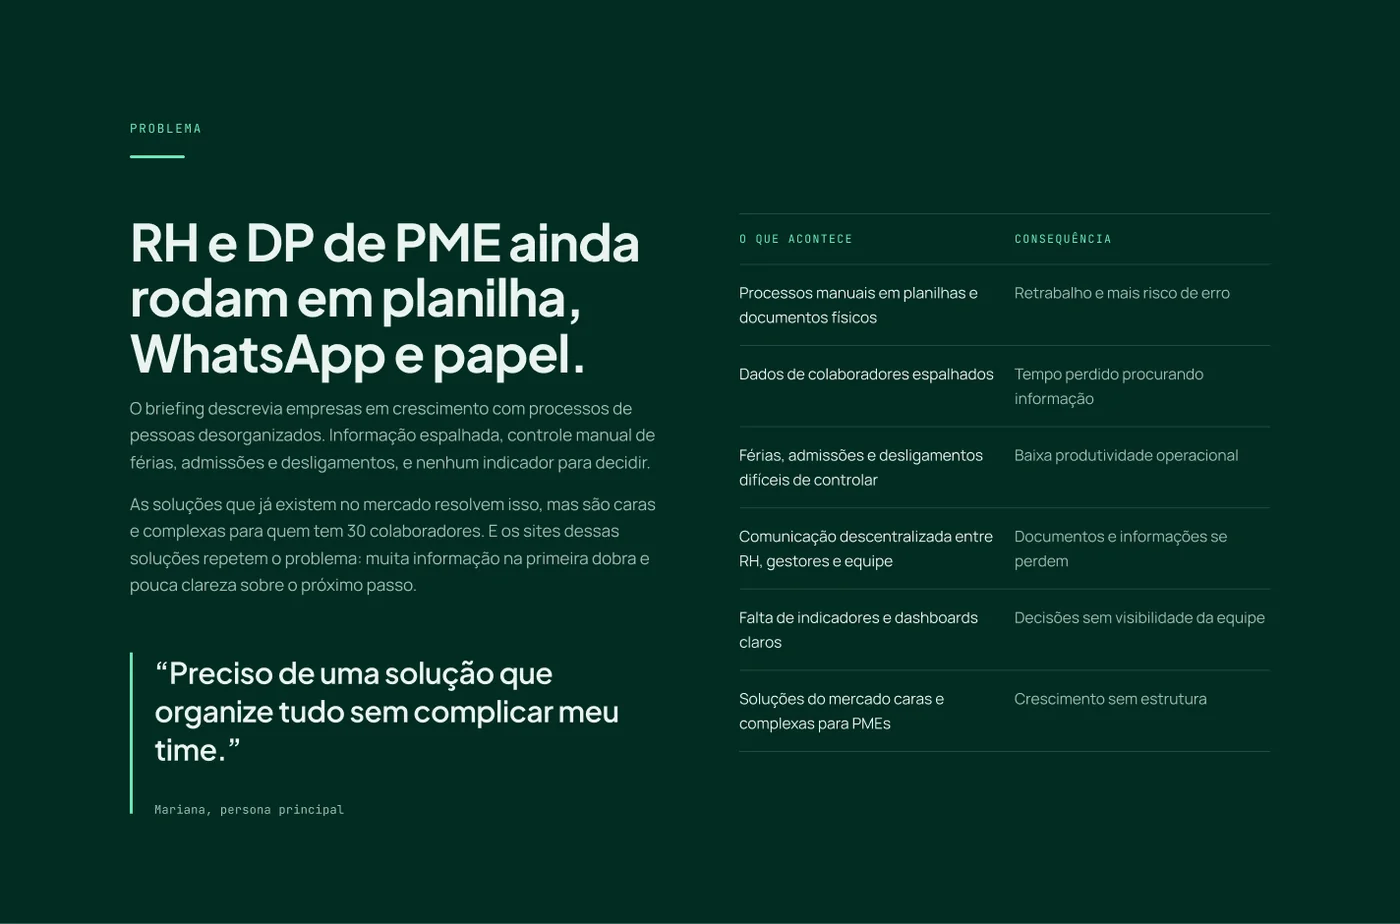 PROBLEMA
RH e DP de PME ainda
rodam em planilha,
WhatsApp e papel.
O briefing descrevia empresas em crescimento com processos de
pessoas desorganizados. Informação espalhada, controle manual de
férias, admissões e desligamentos, e nenhum indicador para decidir.
As soluções que já existem no mercado resolvem isso, mas são caras
e complexas para quem tem 30 colaboradores. E os sites dessas
soluções repetem o problema: muita informação na primeira dobra e
pouca clareza sobre o próximo passo.
“Preciso de uma solução que
organize tudo sem complicar meu
time.”
Mariana, persona principal
O QUE ACONTECE
CONSEQUÊNCIA
Processos manuais em planilhas e
documentos físicos
Retrabalho e mais risco de erro
Dados de colaboradores espalhados
Tempo perdido procurando
informação
Férias, admissões e desligamentos
difíceis de controlar
Baixa produtividade operacional
Comunicação descentralizada entre
RH, gestores e equipe
Documentos e informações se
perdem
Falta de indicadores e dashboards
claros
Decisões sem visibilidade da equipe
Soluções do mercado caras e
complexas para PMEs
Crescimento sem estrutura